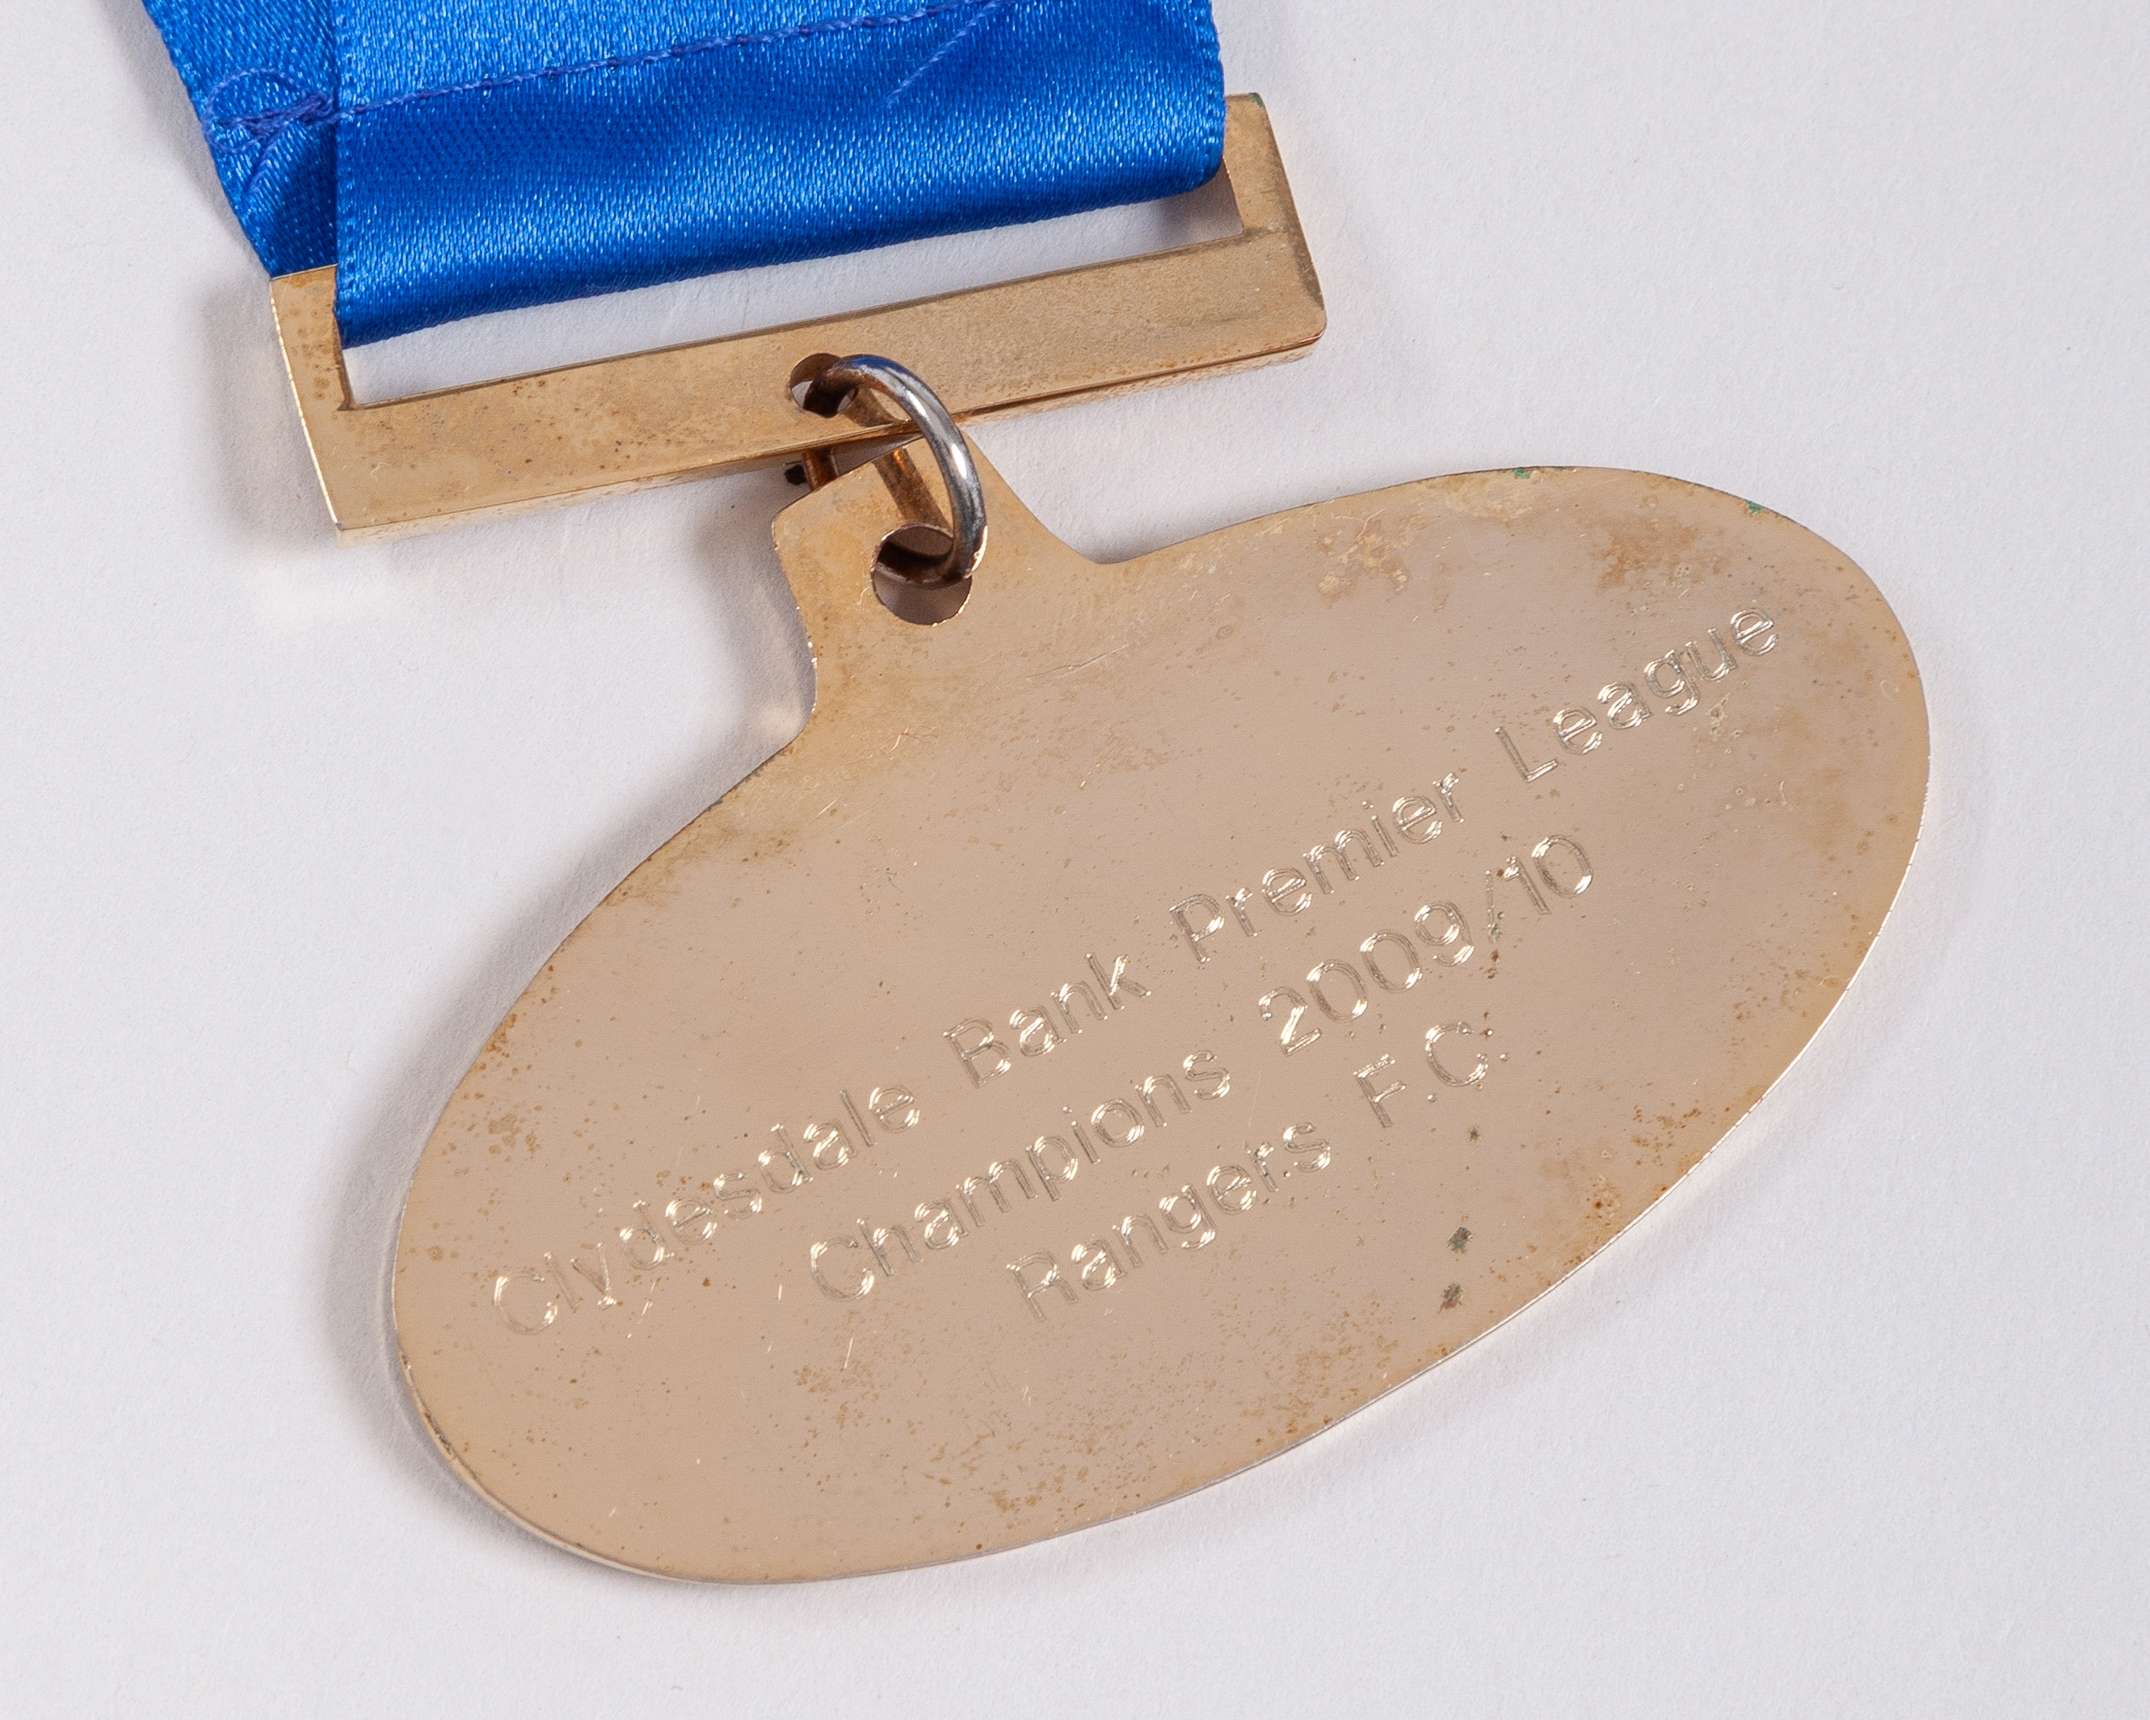 Clydesdale Bank Premier League
Champions 2009/10
Rangers F.C.